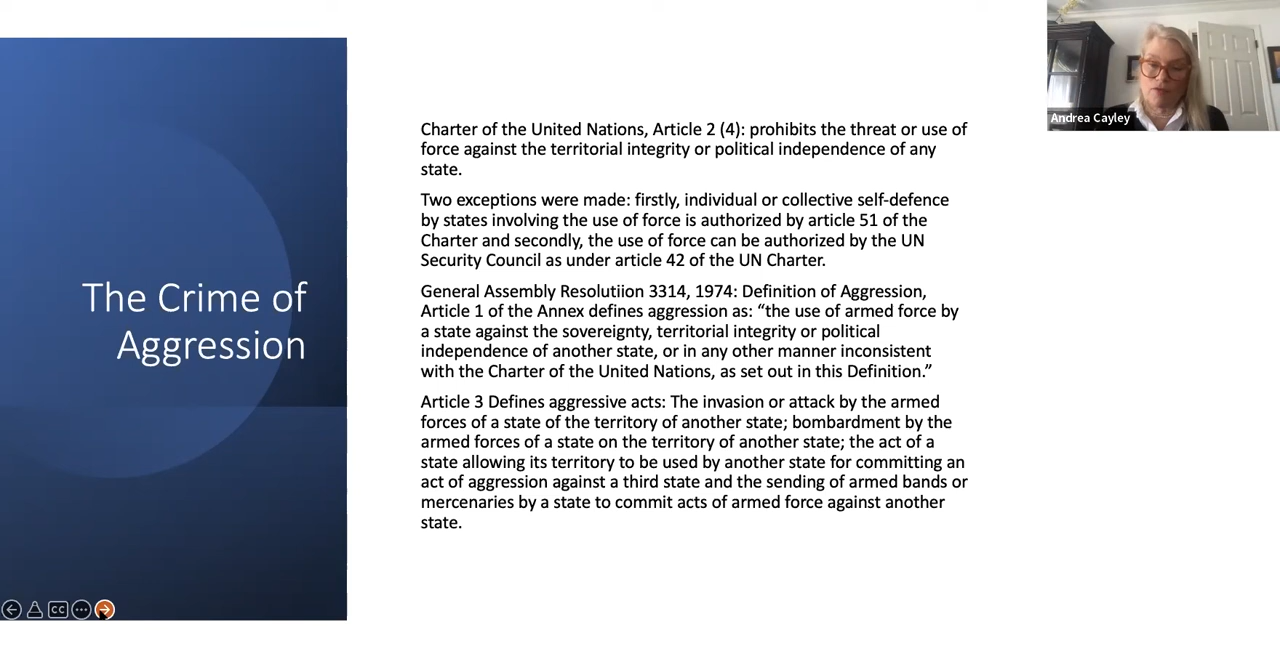 The Crime of
Aggression
Charter of the United Nations, Article 2 (4): prohibits the threat or use of
force against the territorial integrity or political independence of any
state.
Two exceptions were made: firstly, individual or collective self-defence
by states involving the use of force is authorized by article 51 of the
Charter and secondly, the use of force can be authorized by the UN
Security Council as under article 42 of the UN Charter.
General Assembly Resolutiion 3314, 1974: Definition of Aggression,
Article 1 of the Annex defines aggression as: “the use of armed force by
a state against the sovereignty, territorial integrity or political
independence of another state, or in any other manner inconsistent
with the Charter of the United Nations, as set out in this Definition.”
Article 3 Defines aggressive acts: The invasion or attack by the armed
forces of a state of the territory of another state; bombardment by the
armed forces of a state on the territory of another state; the act of a
state allowing its territory to be used by another state for committing an
act of aggression against a third state and the sending of armed bands or
mercenaries by a state to commit acts of armed force against another
state.
Andrea Cayley
CC